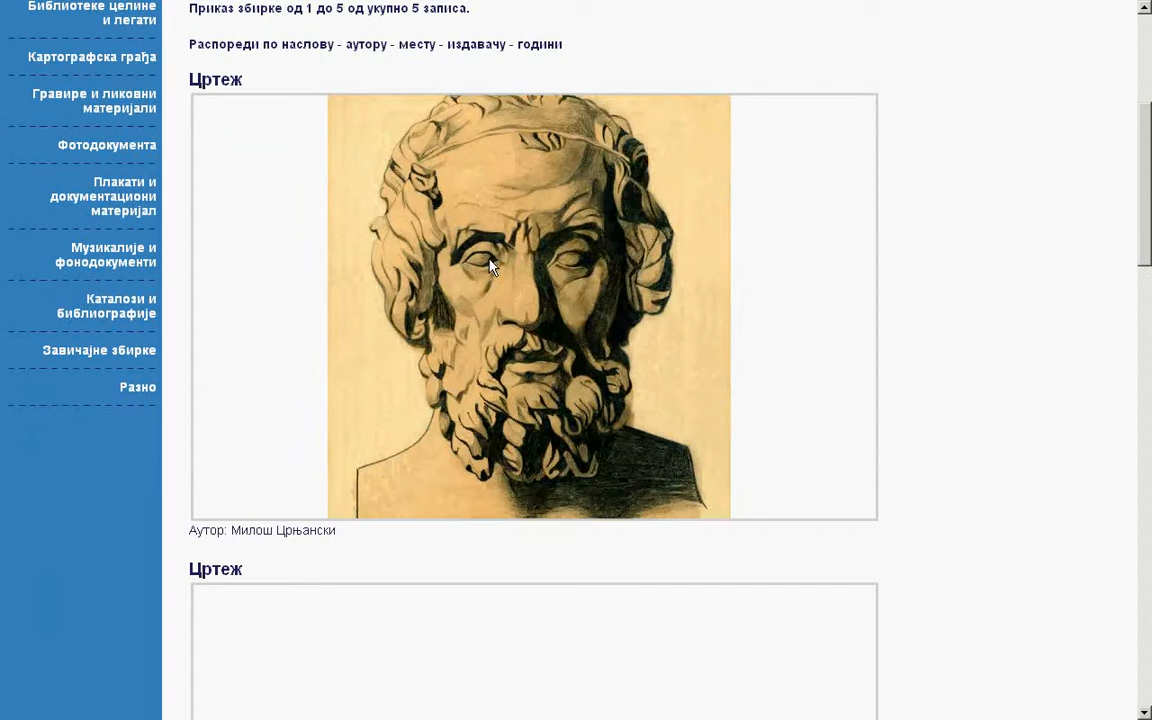 Библиотеке целине
и легати
Картографска грађа
Гравире и ликовни
материјали
Фотодокумента
Плакати и
документациони
материјал
Музикалије и
фонодокументи
Каталози и
библиографије
Завичајне збирке
Разно
Приказ збирке од 1 до 5 од укупно 5 записа.
Распореди по наслову - аутору - месту - издавачу - години
Цртеж
Аутор: Милош Црњански
Цртеж